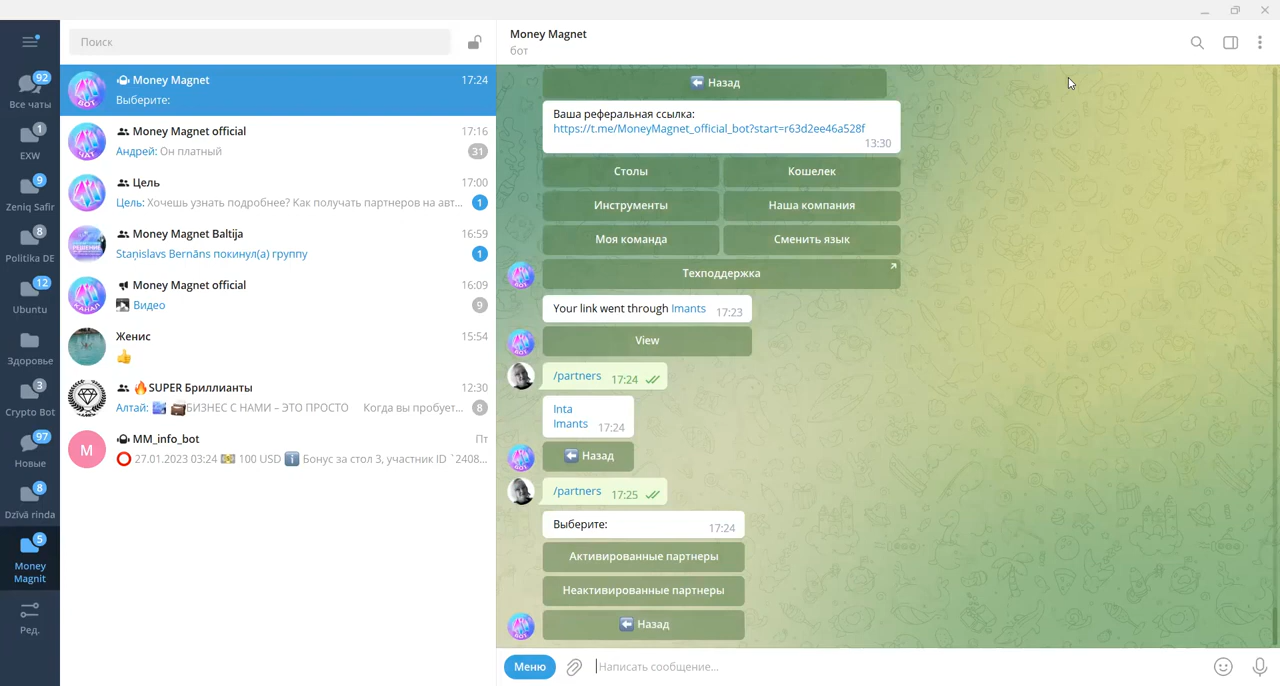 Поиск
Money Magnet
бот
92
Все чаты
1
EXW
9
Zeniq Safir
8
Politika DE
12
Ubuntu
Здоровье
3
Crypto Bot
97
Новые
8
Dzīvā rinda
5
Money
Magnit
Ред.
Money Magnet 17:24
Выберите:
Money Magnet official 17:16
Андрей: Он платный 31
Цель 17:00
Цель: Хочешь узнать подробнее? Как получать партнеров на авт... 1
Money Magnet Baltija 16:59
Staņislavs Bernāns покинул(а) группу 1
Money Magnet official 16:09
Видео 9
Женис 15:54
👍
🔥SUPER Бриллианты 12:30
Алтай: БИЗНЕС С НАМИ – ЭТО ПРОСТО Когда вы пробует... 8
M
MM_info_bot Пт
27.01.2023 03:24 100 USD Бонус за стол 3, участник ID `2408...
БОТ
ЧАТ
КАНАЛ
Назад
Ваша реферальная ссылка:
https://t.me/MoneyMagnet_official_bot?start=r63d2ee46a528f
13:30
Столы Кошелек
Инструменты Наша компания
Моя команда Сменить язык
Техподдержка
Your link went through Imants 17:23
View
/partners 17:24
Inta
Imants 17:24
Назад
/partners 17:25
Выберите: 17:24
Активированные партнеры
Неактивированные партнеры
Назад
Меню
Написать сообщение...